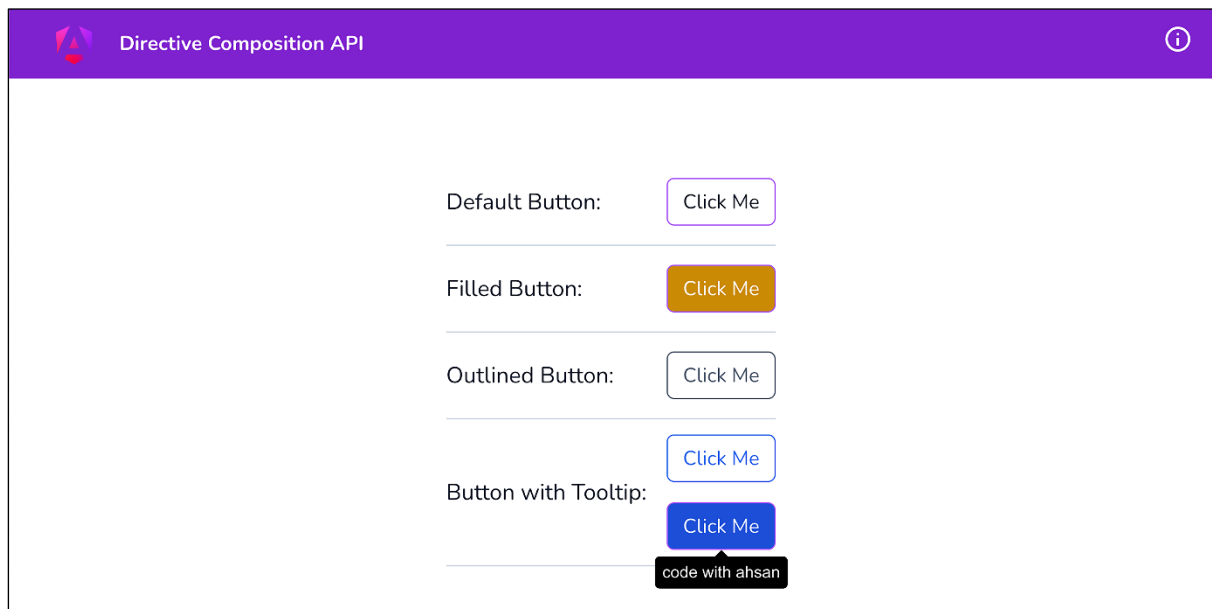 Directive Composition API
Default Button: Click Me
Filled Button: Click Me
Outlined Button: Click Me
Click Me
Button with Tooltip:
Click Me
code with ahsan